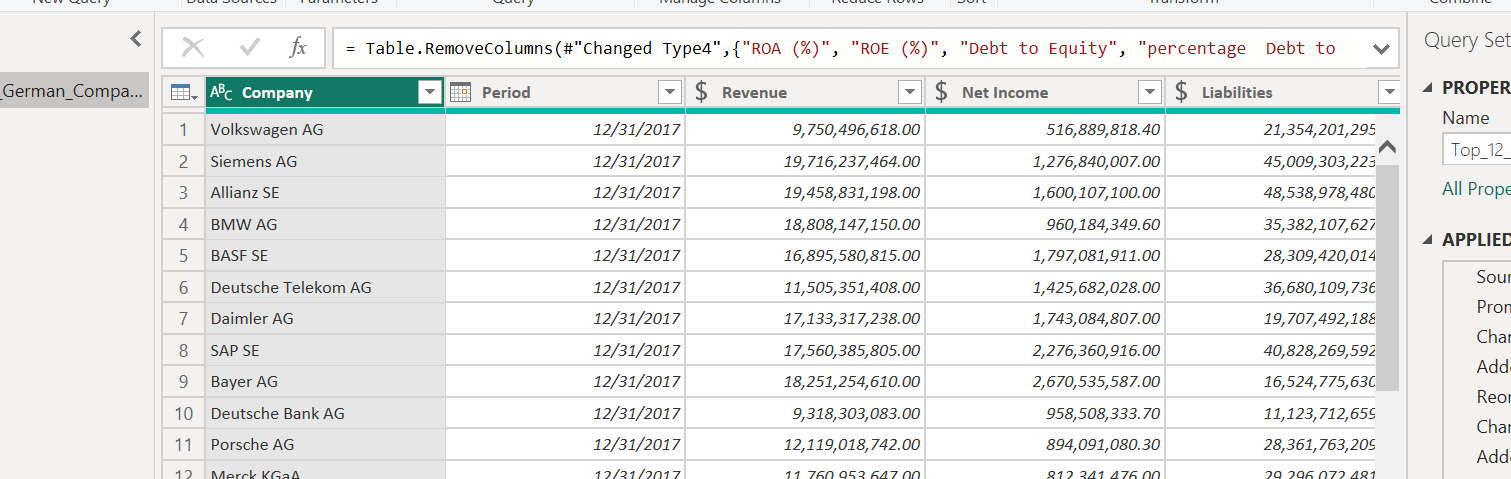 New Query Data Sources Parameters Query Manage Columns Reduce Rows Sort Transform Combine
fx = Table.RemoveColumns(#"Changed Type4",{"ROA (%)", "ROE (%)", "Debt to Equity", "percentage  Debt to
Query Set
_German_Compa...
ABC Company Period $ Revenue $ Net Income $ Liabilities
PROPER
Name
Top_12_
All Prope
APPLIED
Sour
Pron
Char
Adde
Reor
Char
Adde
1 Volkswagen AG 12/31/2017 9,750,496,618.00 516,889,818.40 21,354,201,295
2 Siemens AG 12/31/2017 19,716,237,464.00 1,276,840,007.00 45,009,303,223
3 Allianz SE 12/31/2017 19,458,831,198.00 1,600,107,100.00 48,538,978,480
4 BMW AG 12/31/2017 18,808,147,150.00 960,184,349.60 35,382,107,627
5 BASF SE 12/31/2017 16,895,580,815.00 1,797,081,911.00 28,309,420,014
6 Deutsche Telekom AG 12/31/2017 11,505,351,408.00 1,425,682,028.00 36,680,109,736
7 Daimler AG 12/31/2017 17,133,317,238.00 1,743,084,807.00 19,707,492,188
8 SAP SE 12/31/2017 17,560,385,805.00 2,276,360,916.00 40,828,269,592
9 Bayer AG 12/31/2017 18,251,254,610.00 2,670,535,587.00 16,524,775,630
10 Deutsche Bank AG 12/31/2017 9,318,303,083.00 958,508,333.70 11,123,712,659
11 Porsche AG 12/31/2017 12,119,018,742.00 894,091,080.30 28,361,763,209
12 Merck KGaA 12/31/2017 11,760,953,647.00 812,341,476.00 29,296,072,481